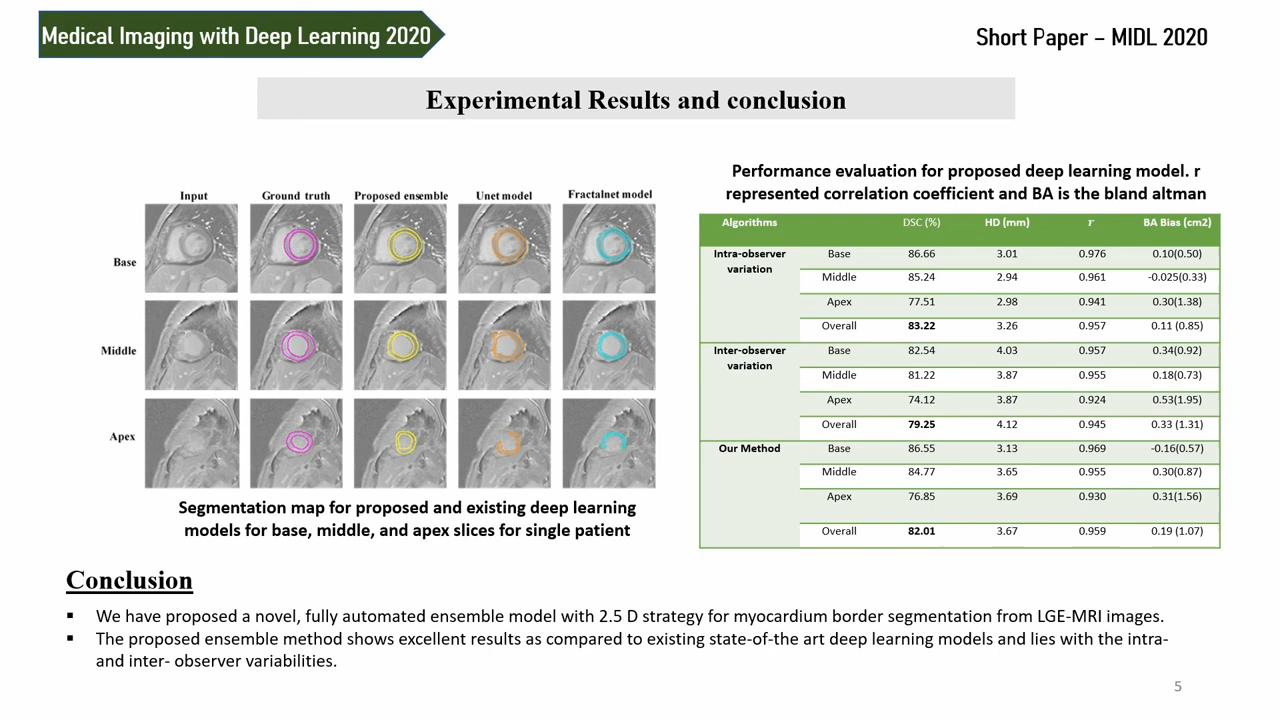 Medical Imaging with Deep Learning 2020
Short Paper – MIDL 2020
Experimental Results and conclusion
Input Ground truth Proposed ensemble Unet model Fractalnet model
Base
Middle
Apex
Segmentation map for proposed and existing deep learning
models for base, middle, and apex slices for single patient
Performance evaluation for proposed deep learning model. r
represented correlation coefficient and BA is the bland altman
Algorithms DSC (%) HD (mm) r BA Bias (cm2)
Intra-observer variation Base 86.66 3.01 0.976 0.10(0.50)
Middle 85.24 2.94 0.961 -0.025(0.33)
Apex 77.51 2.98 0.941 0.30(1.38)
Overall 83.22 3.26 0.957 0.11 (0.85)
Inter-observer variation Base 82.54 4.03 0.957 0.34(0.92)
Middle 81.22 3.87 0.955 0.18(0.73)
Apex 74.12 3.87 0.924 0.53(1.95)
Overall 79.25 4.12 0.945 0.33 (1.31)
Our Method Base 86.55 3.13 0.969 -0.16(0.57)
Middle 84.77 3.65 0.955 0.30(0.87)
Apex 76.85 3.69 0.930 0.31(1.56)
Overall 82.01 3.67 0.959 0.19 (1.07)
Conclusion
▪ We have proposed a novel, fully automated ensemble model with 2.5 D strategy for myocardium border segmentation from LGE-MRI images.
▪ The proposed ensemble method shows excellent results as compared to existing state-of-the art deep learning models and lies with the intra-
and inter- observer variabilities.
5